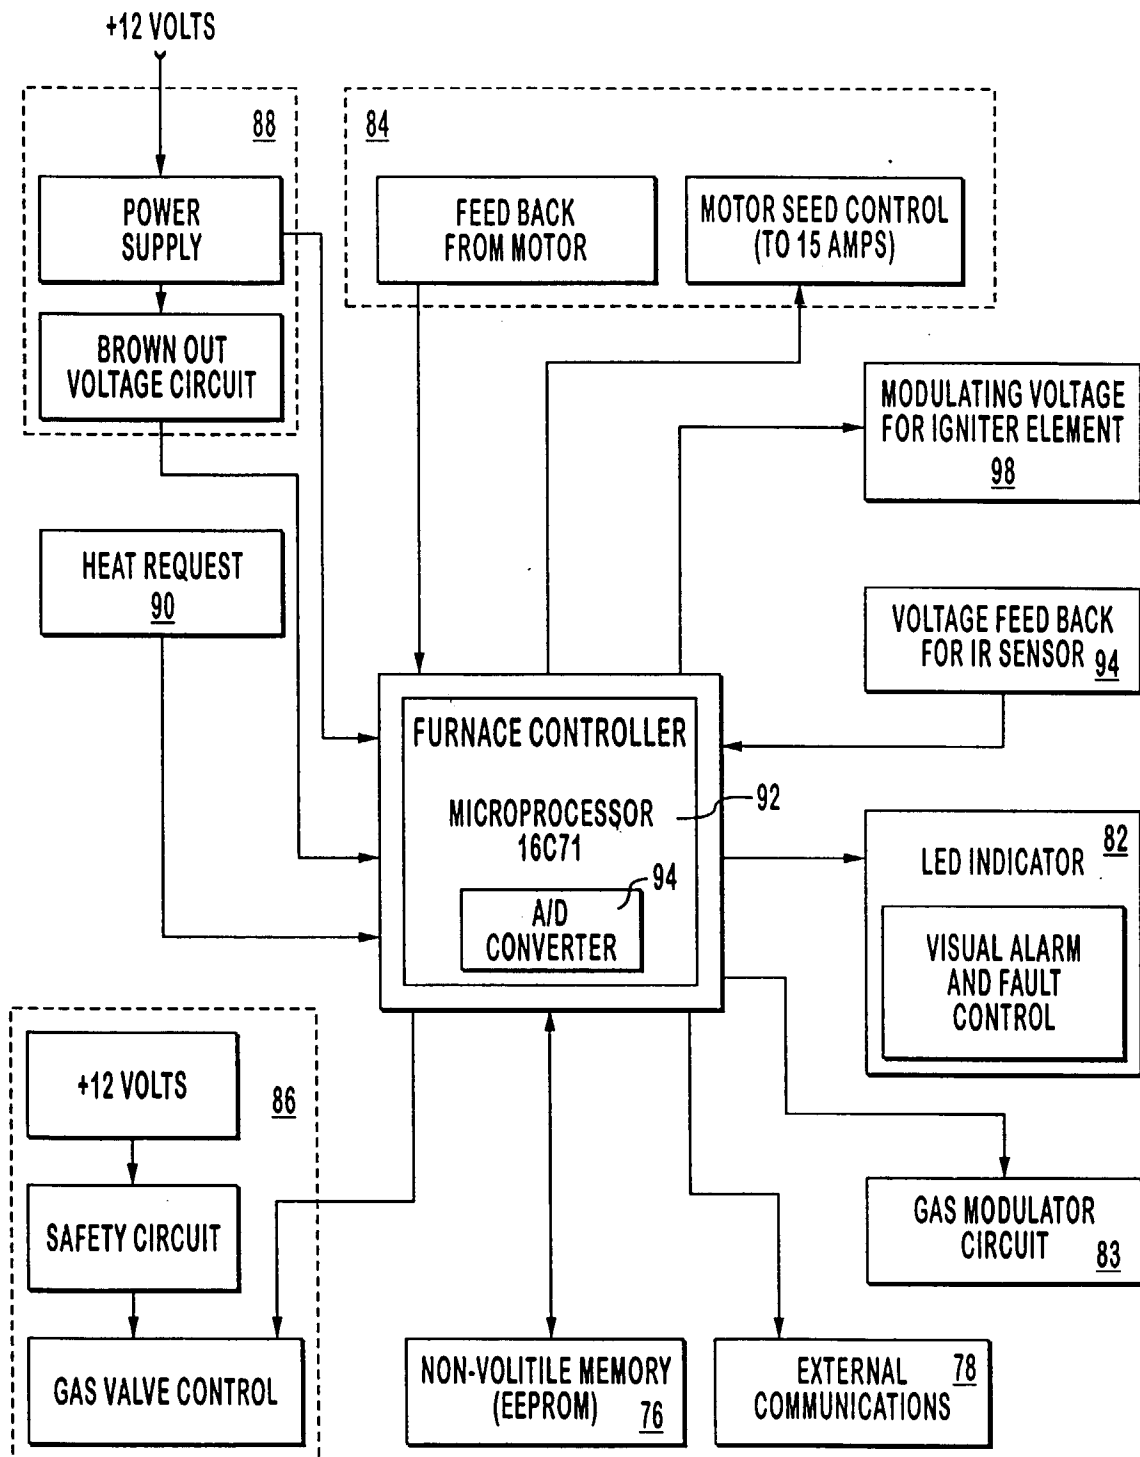 +12 VOLTS
88
POWER
SUPPLY
BROWN OUT
VOLTAGE CIRCUIT
84
FEED BACK
FROM MOTOR
MOTOR SEED CONTROL
(TO 15 AMPS)
MODULATING VOLTAGE
FOR IGNITER ELEMENT
98
HEAT REQUEST
90
VOLTAGE FEED BACK
FOR IR SENSOR 94
FURNACE CONTROLLER
MICROPROCESSOR
16C71
92
94
A/D
CONVERTER
82
LED INDICATOR
VISUAL ALARM
AND FAULT
CONTROL
+12 VOLTS
86
SAFETY CIRCUIT
GAS VALVE CONTROL
GAS MODULATOR
CIRCUIT 83
NON-VOLITILE MEMORY
(EEPROM) 76
EXTERNAL 78
COMMUNICATIONS